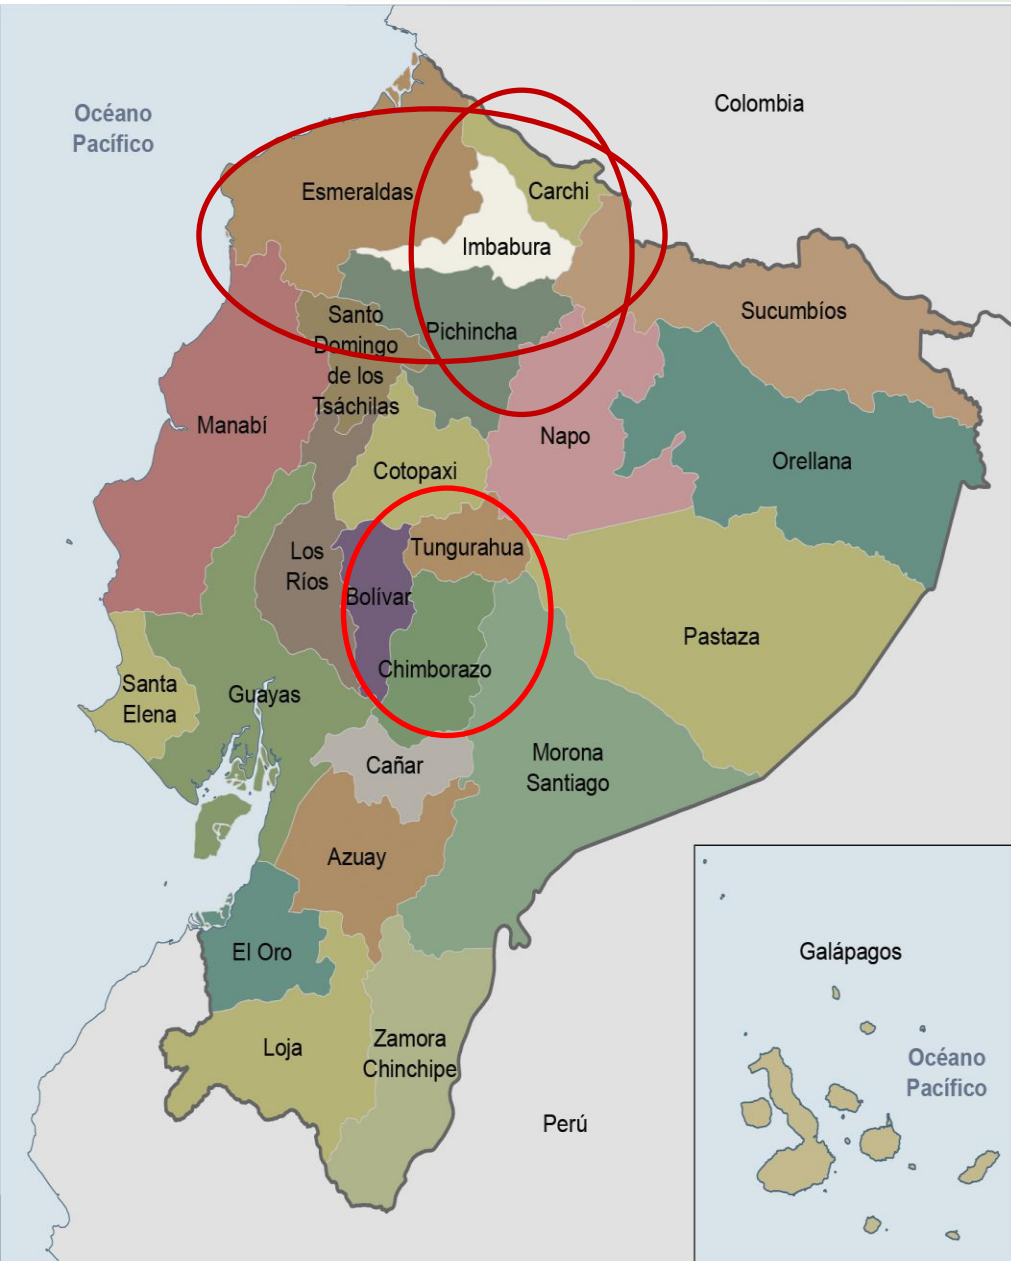 Océano
Pacífico
Colombia
Esmeraldas
Carchi
Imbabura
Sucumbíos
Santo
Domingo
de los
Tsáchilas
Pichincha
Manabí
Napo
Cotopaxi
Orellana
Los
Ríos
Tungurahua
Bolívar
Pastaza
Chimborazo
Santa
Elena
Guayas
Morona
Santiago
Cañar
Azuay
El Oro
Galápagos
Loja
Zamora
Chinchipe
Océano
Pacífico
Perú